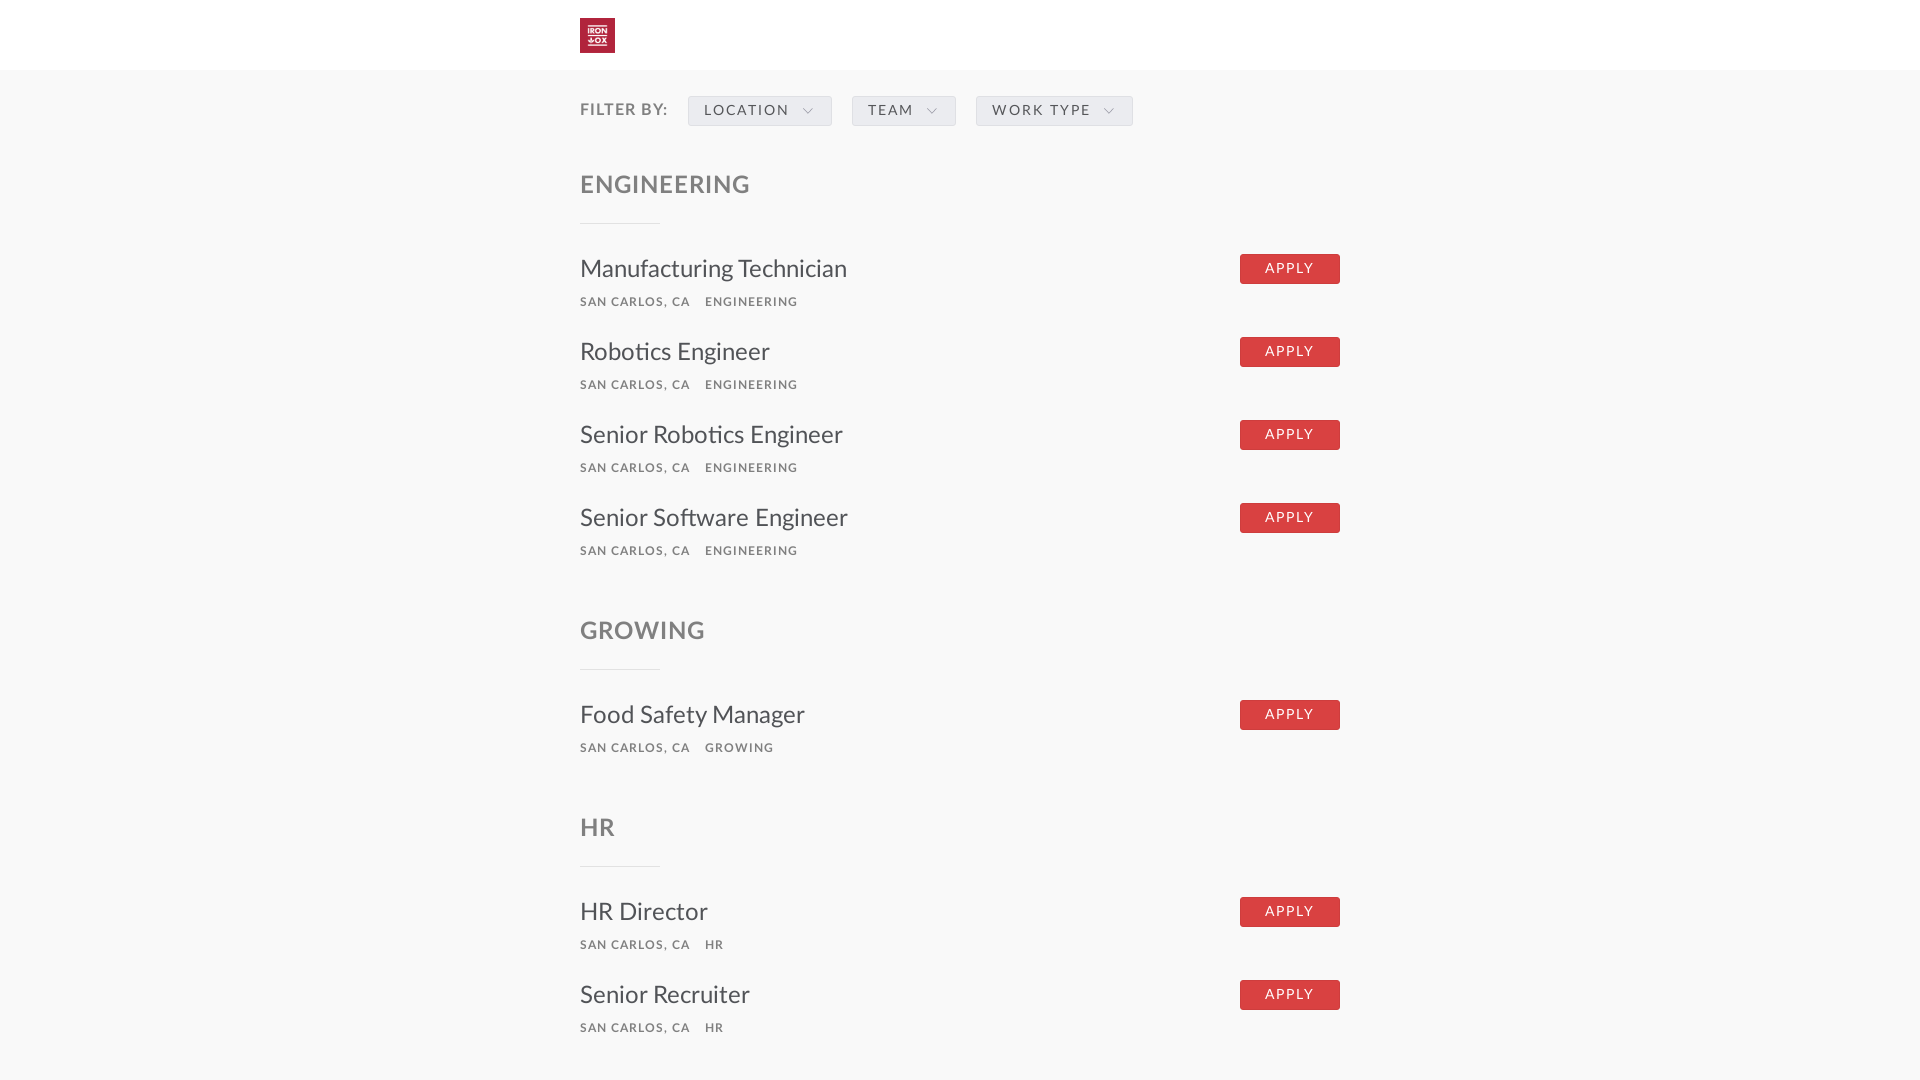 IRON
OX
FILTER BY: LOCATION TEAM WORK TYPE
ENGINEERING
Manufacturing Technician APPLY
SAN CARLOS, CA ENGINEERING
Robotics Engineer APPLY
SAN CARLOS, CA ENGINEERING
Senior Robotics Engineer APPLY
SAN CARLOS, CA ENGINEERING
Senior Software Engineer APPLY
SAN CARLOS, CA ENGINEERING
GROWING
Food Safety Manager APPLY
SAN CARLOS, CA GROWING
HR
HR Director APPLY
SAN CARLOS, CA HR
Senior Recruiter APPLY
SAN CARLOS, CA HR